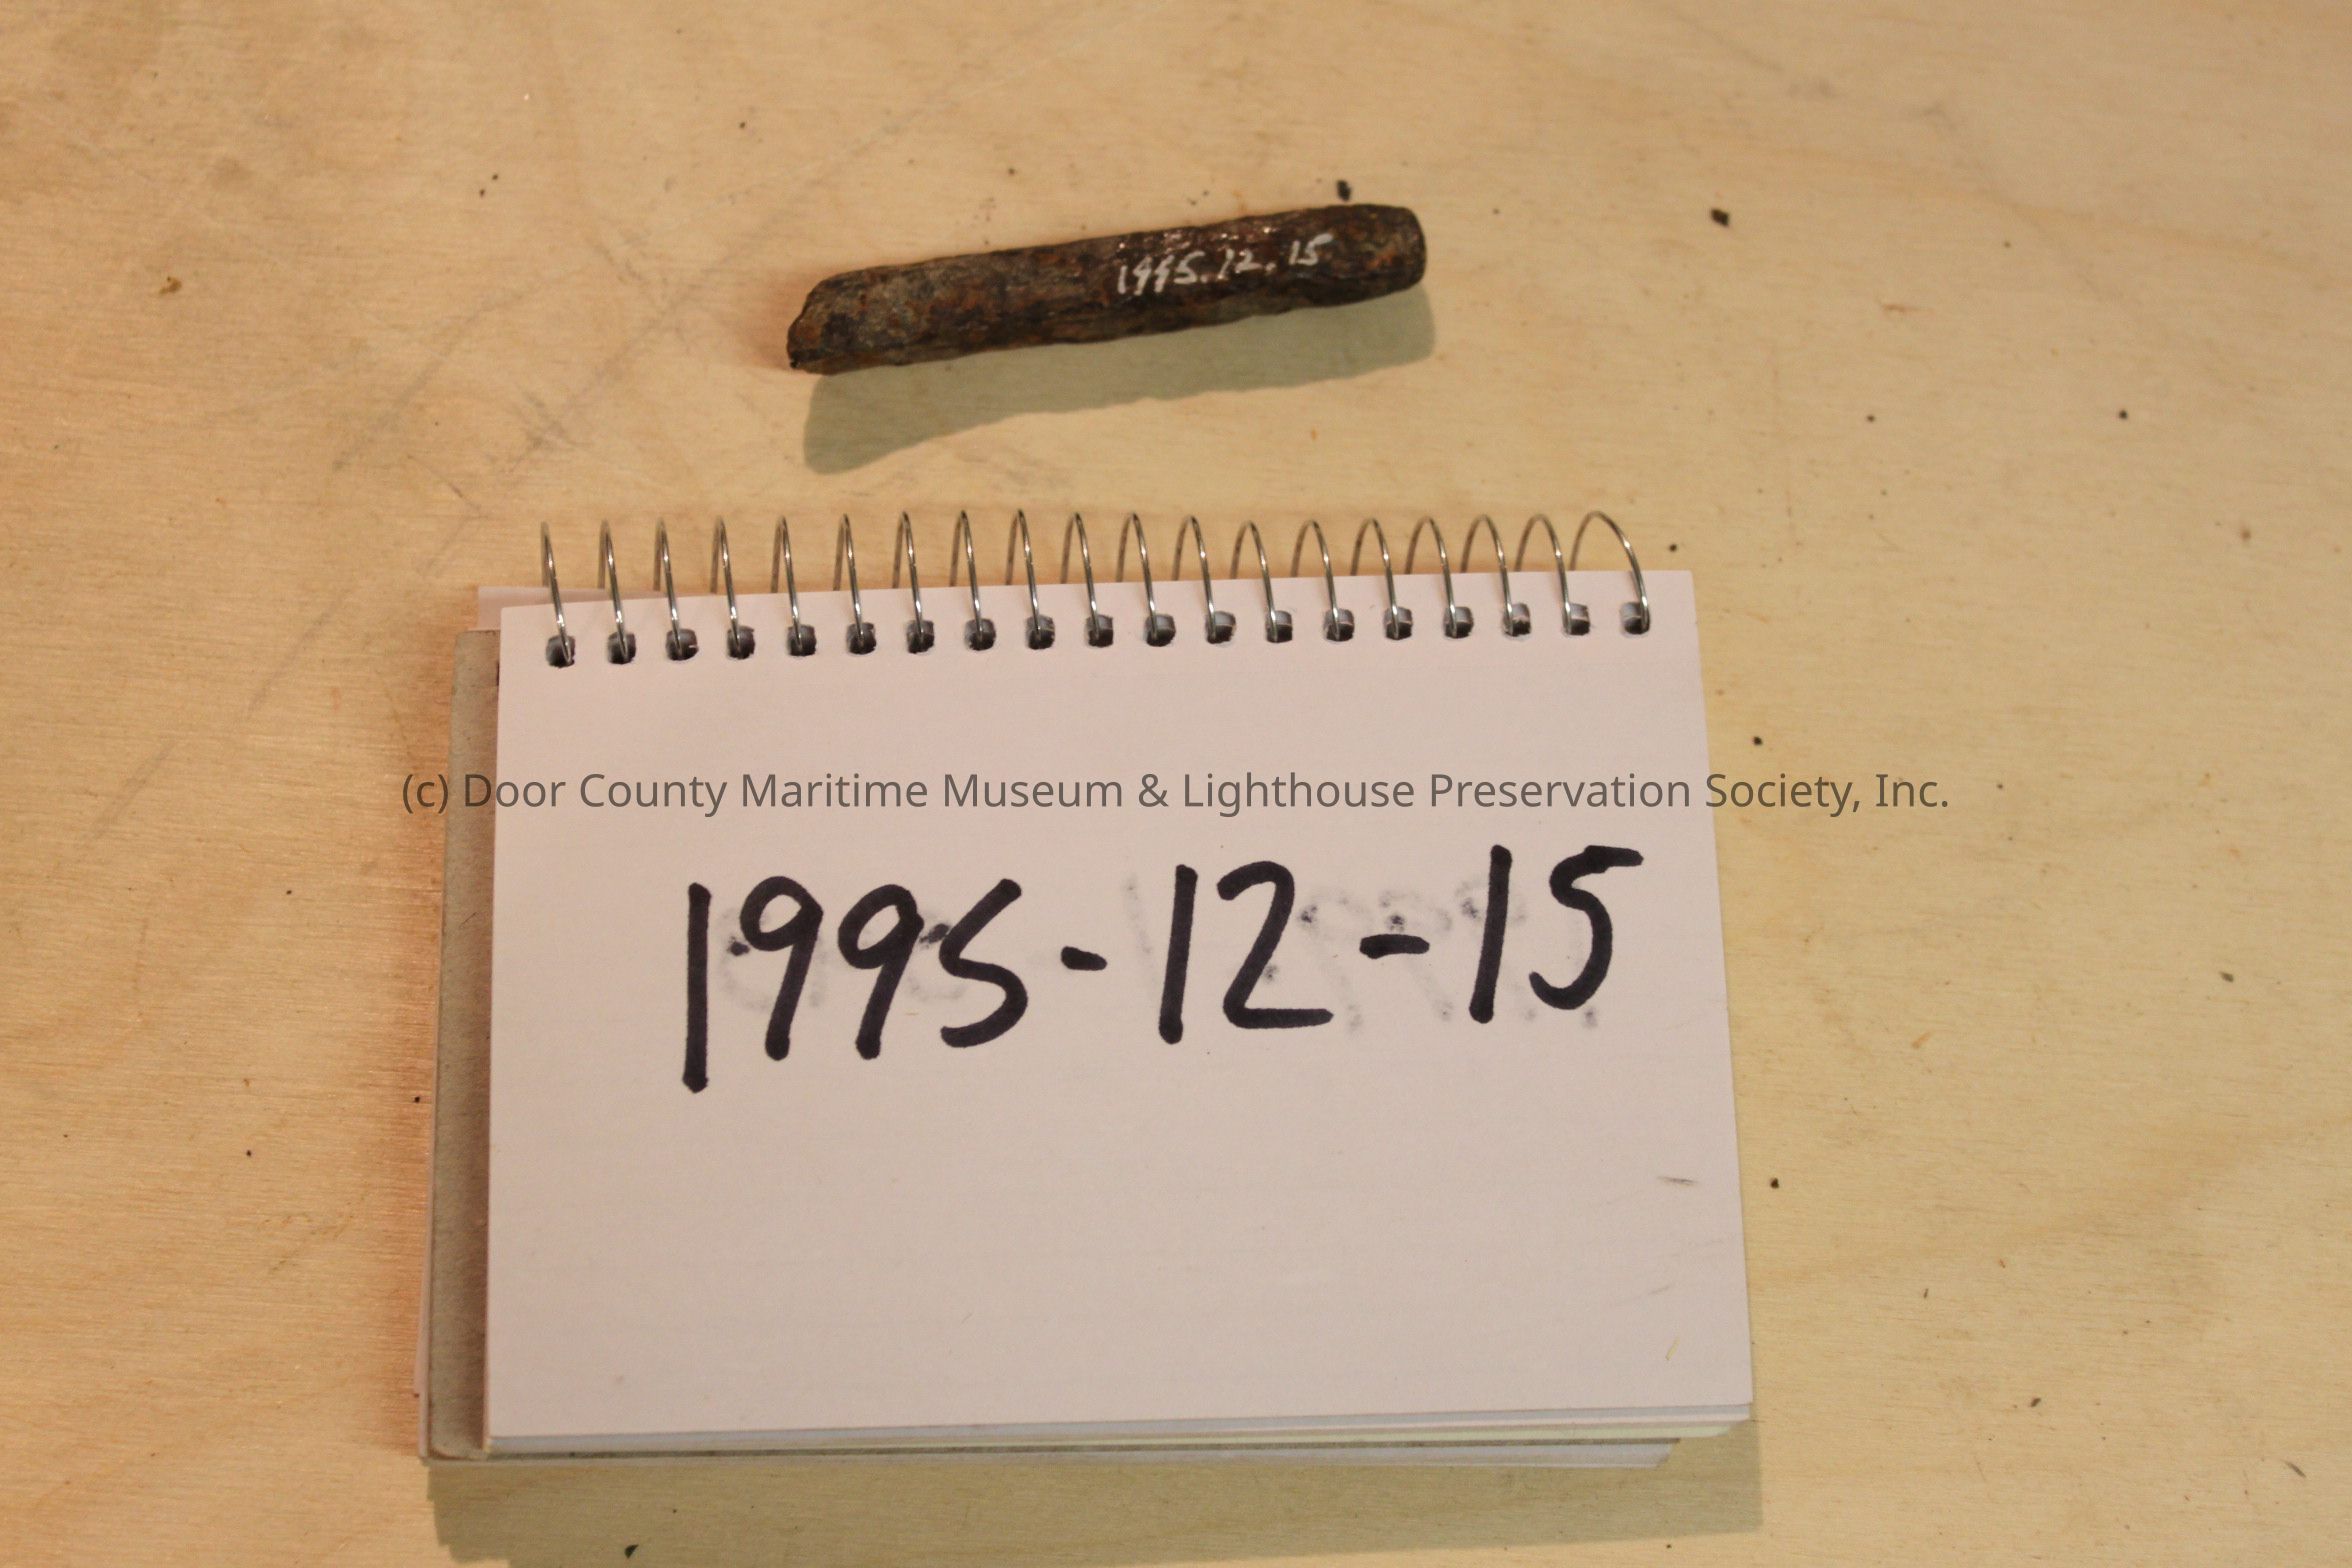 1995.12.15
(c) Door County Maritime Museum & Lighthouse Preservation Society, Inc.
1995-12-15